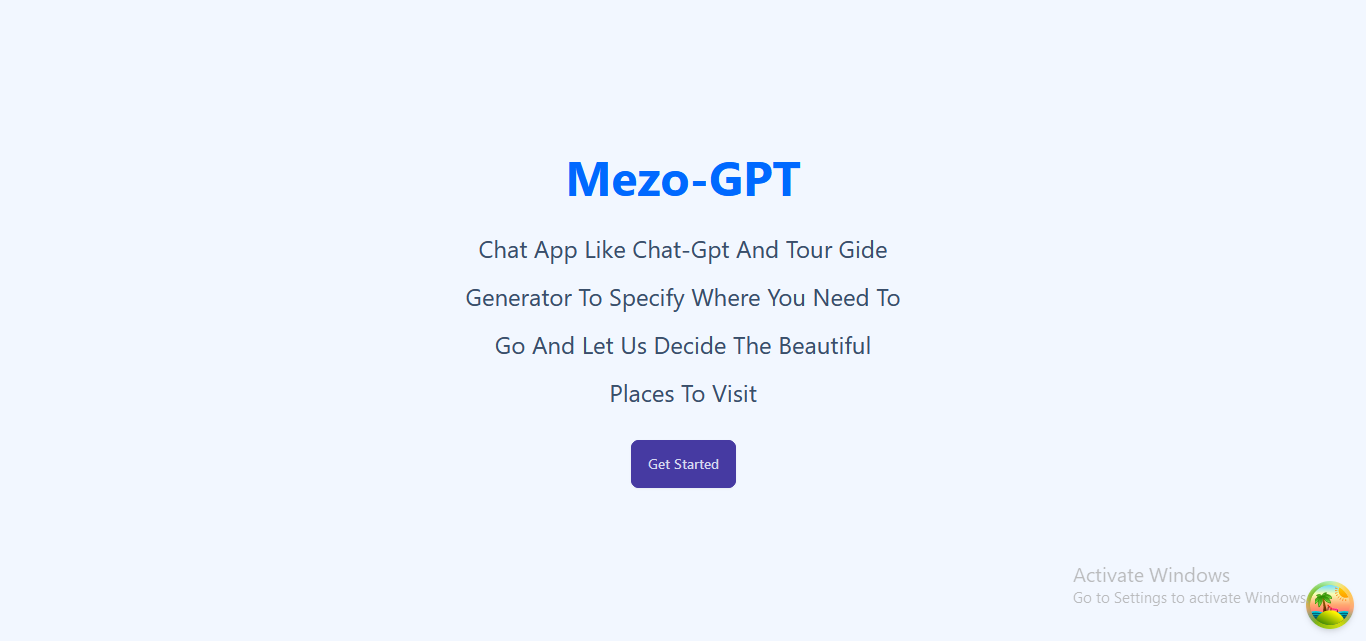 Mezo-GPT
Chat App Like Chat-Gpt And Tour Gide
Generator To Specify Where You Need To
Go And Let Us Decide The Beautiful
Places To Visit
Get Started
Activate Windows
Go to Settings to activate Windows